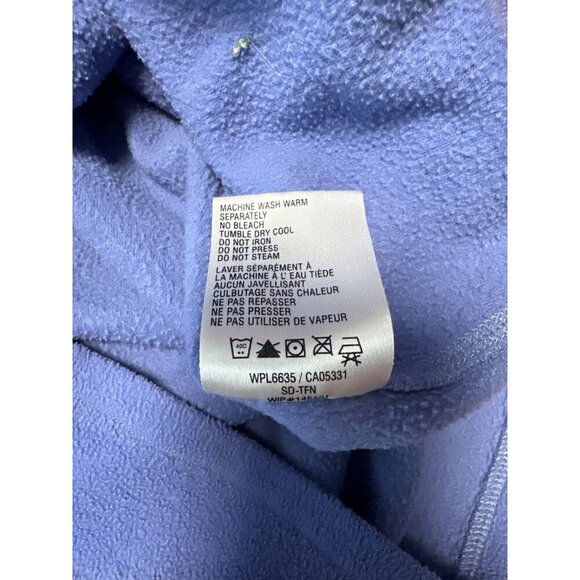 MACHINE WASH WARM
SEPARATELY
NO BLEACH
TUMBLE DRY COOL
DO NOT IRON
DO NOT PRESS
DO NOT STEAM
LAVER SÉPARÉMENT À
LA MACHINE À L' EAU TIÈDE
AUCUN JAVELLISANT
CULBUTAGE SANS CHALEUR
NE PAS REPASSER
NE PAS PRESSER
NE PAS UTILISER DE VAPEUR
40C
WPL6635 / CA05331
SD-TFN